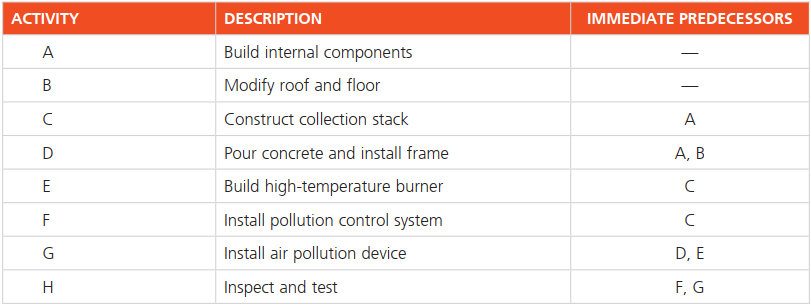 ACTIVITY DESCRIPTION IMMEDIATE PREDECESSORS
A Build internal components —
B Modify roof and floor —
C Construct collection stack A
D Pour concrete and install frame A, B
E Build high-temperature burner C
F Install pollution control system C
G Install air pollution device D, E
H Inspect and test F, G